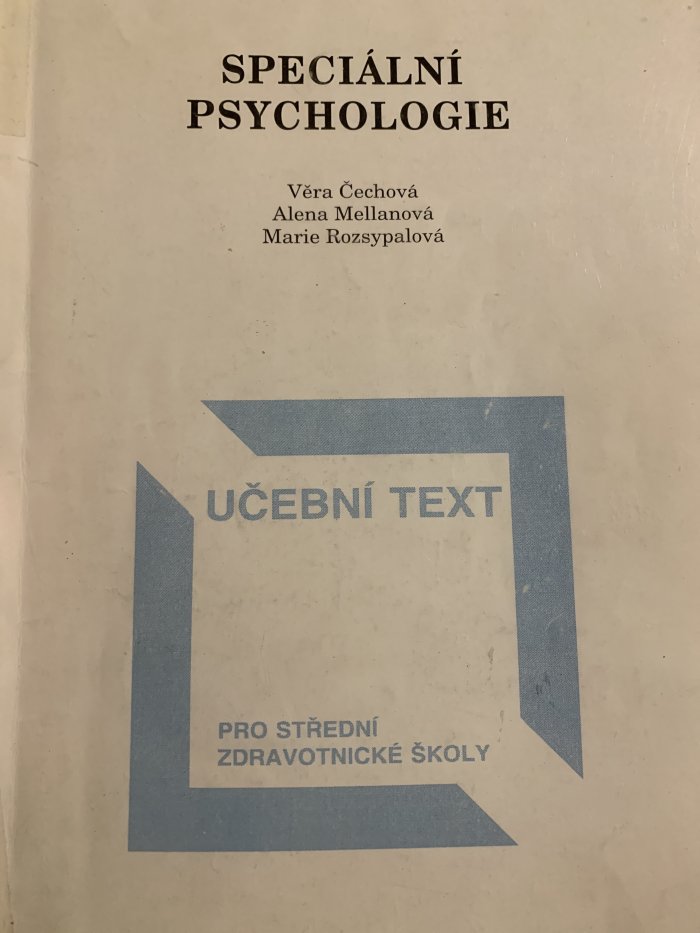 SPECIÁLNÍ
PSYCHOLOGIE
Věra Čechová
Alena Mellanová
Marie Rozsypalová
UČEBNÍ TEXT
PRO STŘEDNÍ
ZDRAVOTNICKÉ ŠKOLY